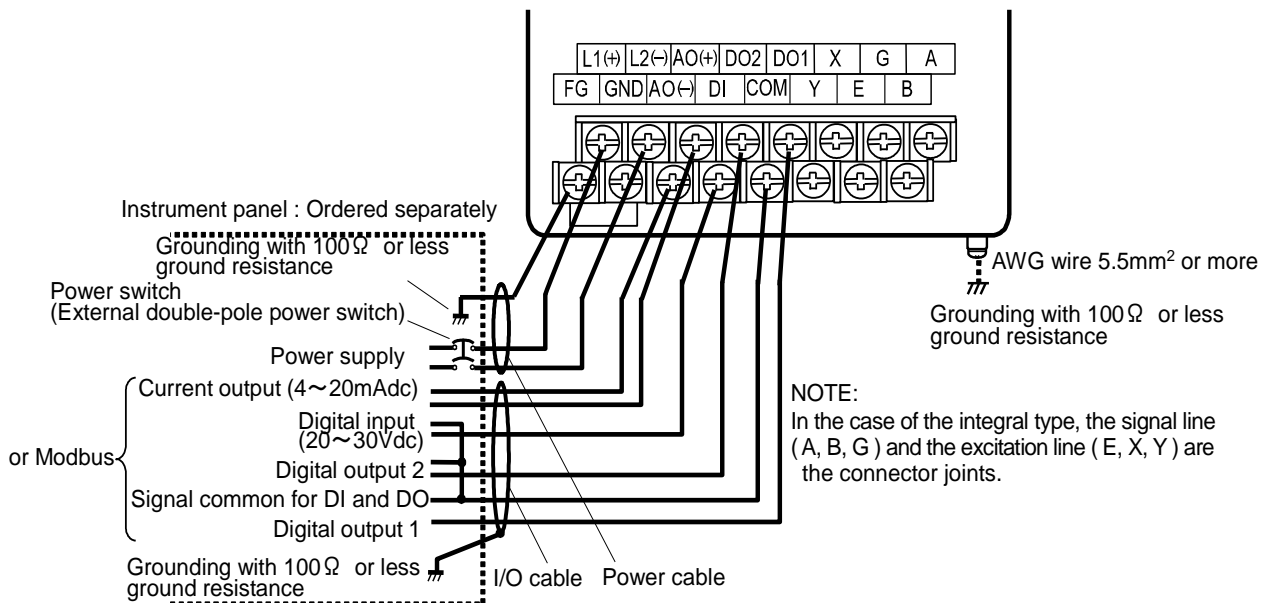 L1(+) L2(-) AO(+) DO2 DO1 X G A
FG GND AO(-) DI COM Y E B
Instrument panel : Ordered separately
Grounding with 100Ω or less
ground resistance
Power switch
(External double-pole power switch)
Power supply
Current output (4～20mAdc)
Digital input
(20～30Vdc)
or Modbus
Digital output 2
Signal common for DI and DO
Digital output 1
Grounding with 100Ω or less
ground resistance
I/O cable
Power cable
AWG wire 5.5mm² or more
Grounding with 100Ω or less
ground resistance
NOTE:
In the case of the integral type, the signal line
( A, B, G ) and the excitation line ( E, X, Y ) are
the connector joints.